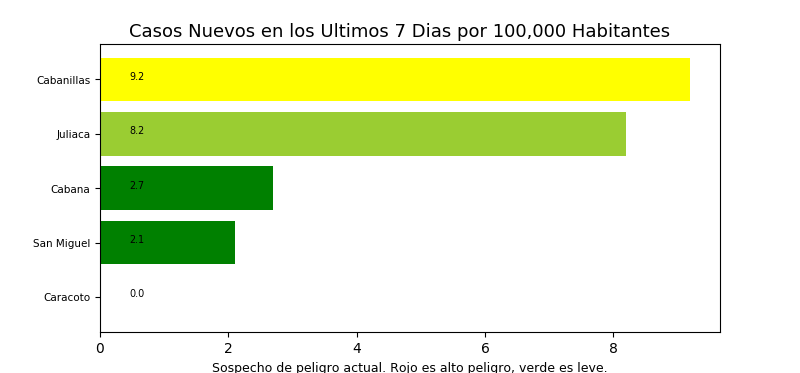 Casos Nuevos en los Ultimos 7 Dias por 100,000 Habitantes
Cabanillas 9.2
Juliaca 8.2
Cabana 2.7
San Miguel 2.1
Caracoto 0.0
0 2 4 6 8
Sospecho de peligro actual. Rojo es alto peligro, verde es leve.